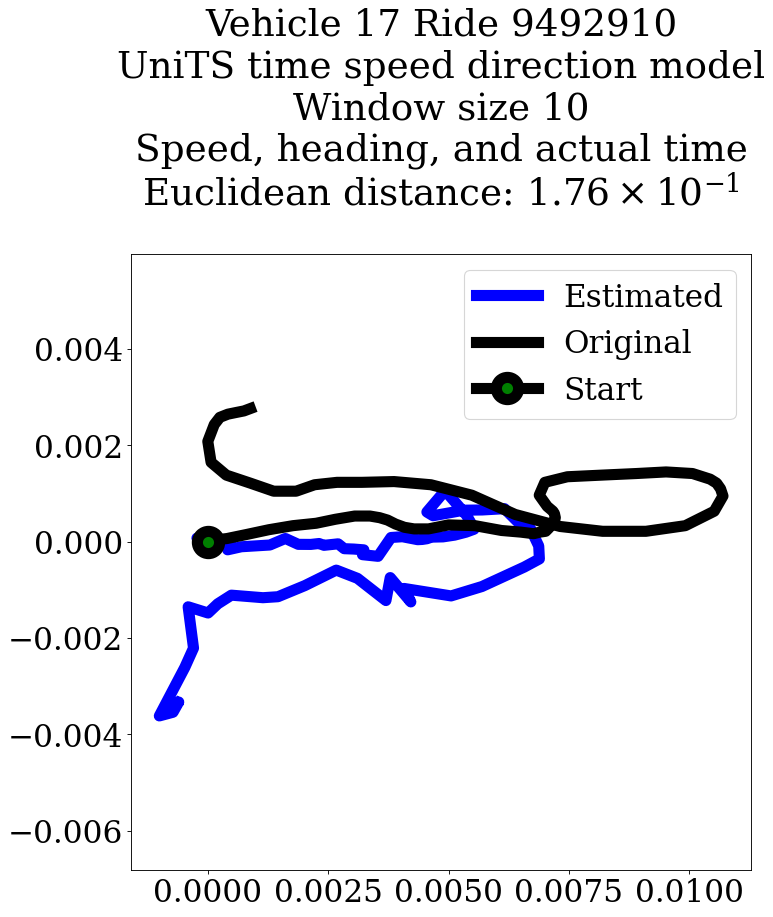 Vehicle 17 Ride 9492910
UniTS time speed direction model
Window size 10
Speed, heading, and actual time
Euclidean distance: 1.76 × 10⁻¹
Estimated
Original
Start
0.004
0.002
0.000
−0.002
−0.004
−0.006
0.0000 0.0025 0.0050 0.0075 0.0100